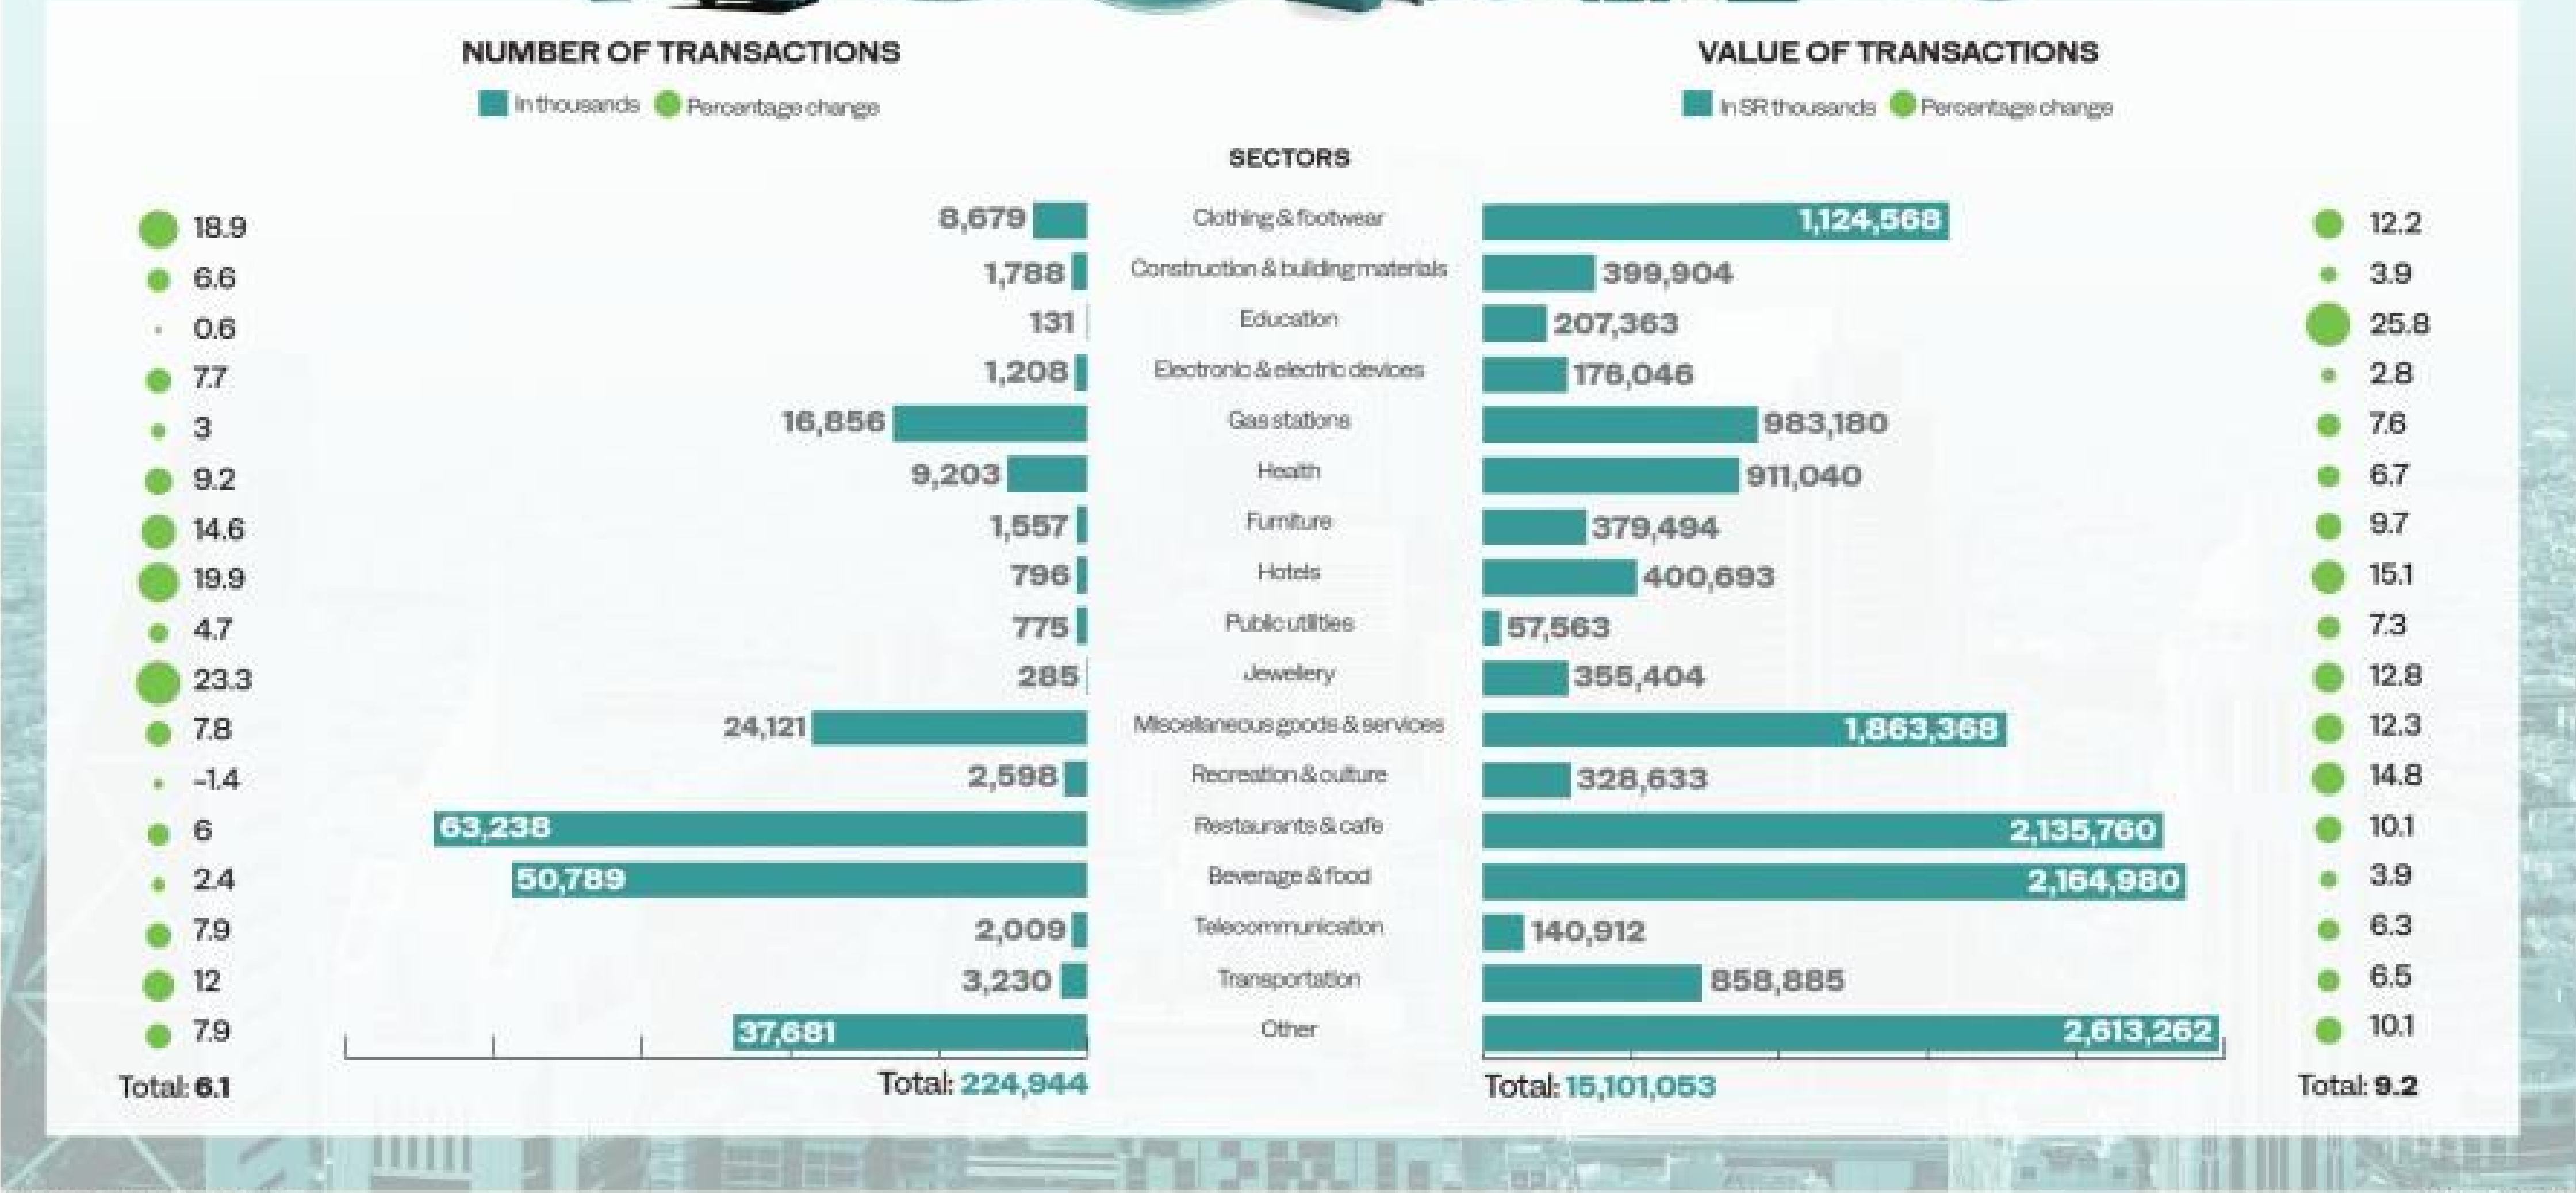 NUMBER OF TRANSACTIONS VALUE OF TRANSACTIONS
In thousands Percentage change In SR thousands Percentage change
SECTORS
18.9 8,679 Clothing & footwear 1,124,568 12.2
6.6 1,788 Construction & building materials 399,904 3.9
0.6 131 Education 207,363 25.8
7.7 1,208 Electronic & electric devices 176,046 2.8
3 16,856 Gas stations 983,180 7.6
9.2 9,203 Health 911,040 6.7
14.6 1,557 Furniture 379,494 9.7
19.9 796 Hotels 400,693 15.1
4.7 775 Public utilities 57,563 7.3
23.3 285 Jewellery 355,404 12.8
7.8 24,121 Miscellaneous goods & services 1,863,368 12.3
-1.4 2,598 Recreation & culture 328,633 14.8
6 63,238 Restaurants & cafe 2,135,760 10.1
2.4 50,789 Beverage & food 2,164,980 3.9
7.9 2,009 Telecommunication 140,912 6.3
12 3,230 Transportation 858,885 6.5
7.9 37,681 Other 2,613,262 10.1
Total: 6.1 Total: 224,944 Total: 15,101,053 Total: 9.2